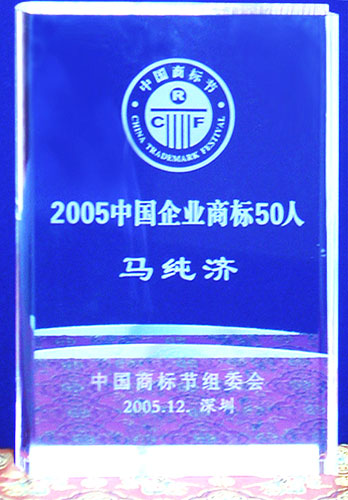 中国商标节
R
C F
CHINA TRADEMARK FESTIVAL
2005中国企业商标50人
马纯济
中国商标节组委会
2005.12. 深圳